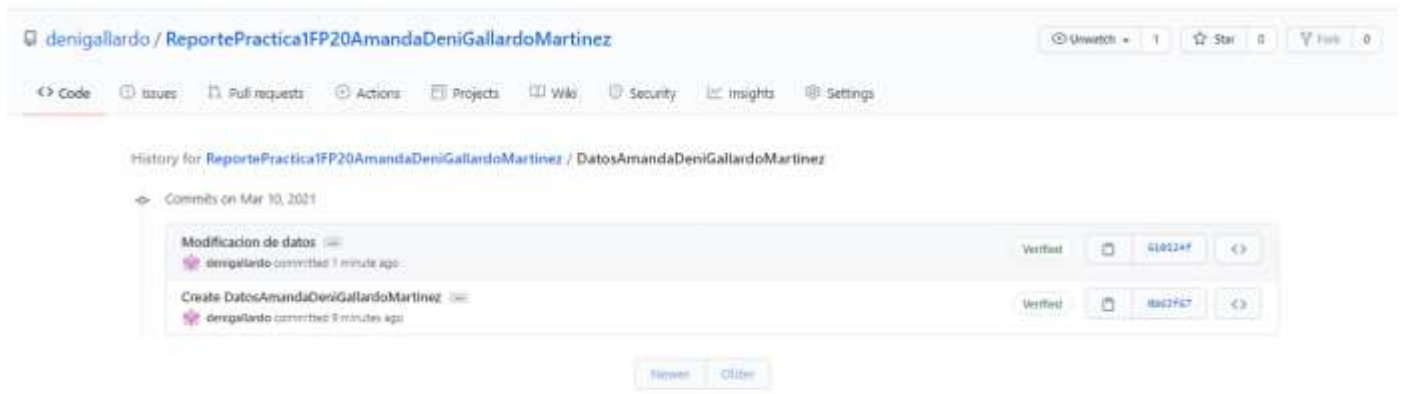 denigallardo / ReportePractica1FP20AmandaDeniGallardoMartinez
Unwatch 1 Star 0 Fork 0
Code Issues Pull requests Actions Projects Wiki Security Insights Settings
History for ReportePractica1FP20AmandaDeniGallardoMartinez / DatosAmandaDeniGallardoMartinez
Commits on Mar 10, 2021
Modificacion de datos
Verified
denigallardo committed 1 minute ago
Create DatosAmandaDeniGallardoMartinez
Verified
denigallardo committed 9 minutes ago
Newer Older